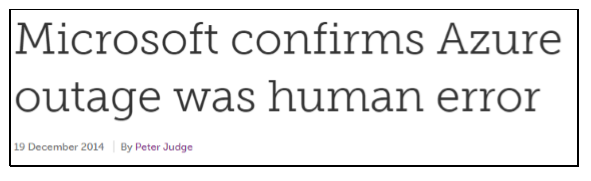 Microsoft confirms Azure
outage was human error
19 December 2014 | By Peter Judge